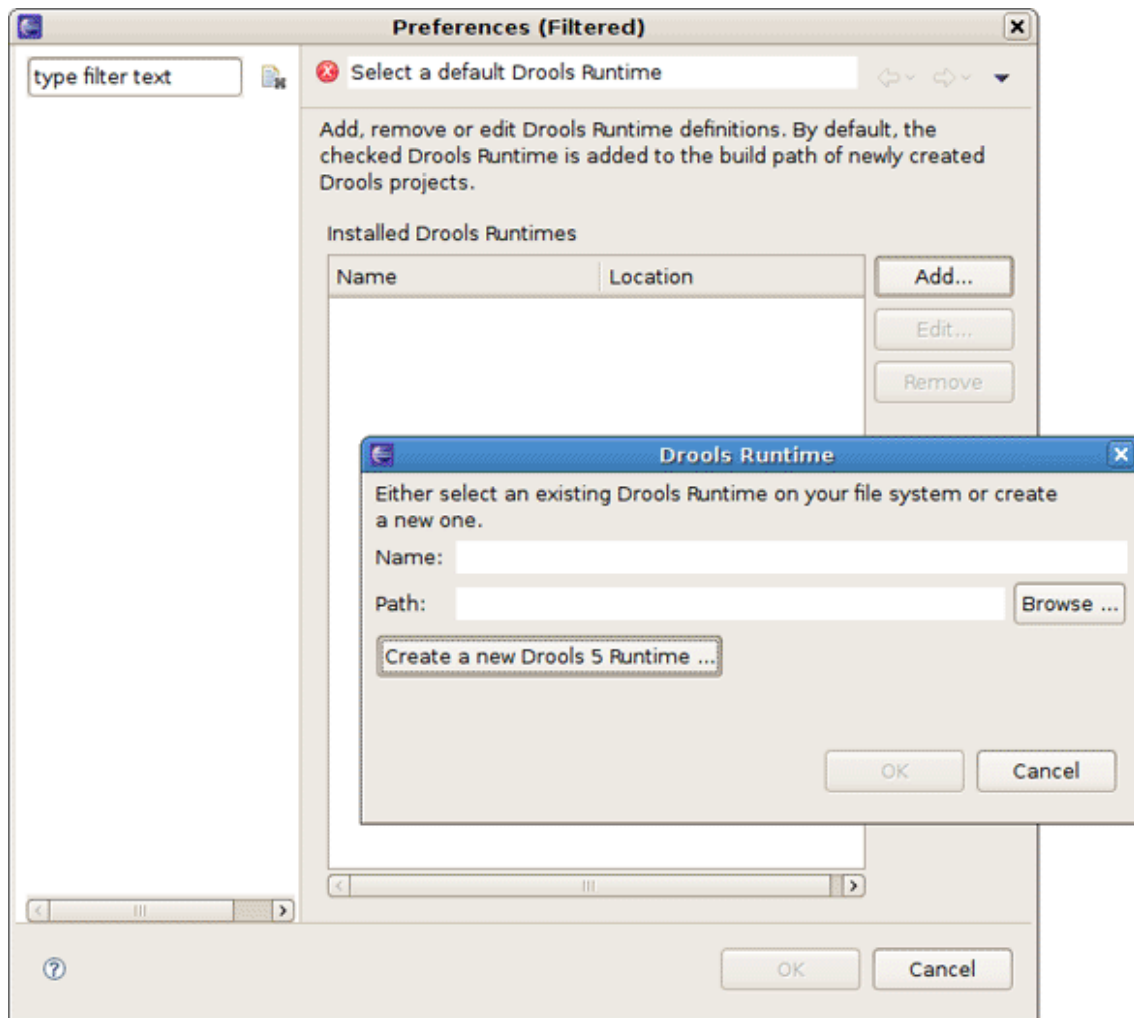 Preferences (Filtered)
type filter text
Select a default Drools Runtime
Add, remove or edit Drools Runtime definitions. By default, the
checked Drools Runtime is added to the build path of newly created
Drools projects.
Installed Drools Runtimes
Name Location
Add...
Edit...
Remove
Drools Runtime
Either select an existing Drools Runtime on your file system or create
a new one.
Name:
Path:
Browse ...
Create a new Drools 5 Runtime ...
OK Cancel
? OK Cancel